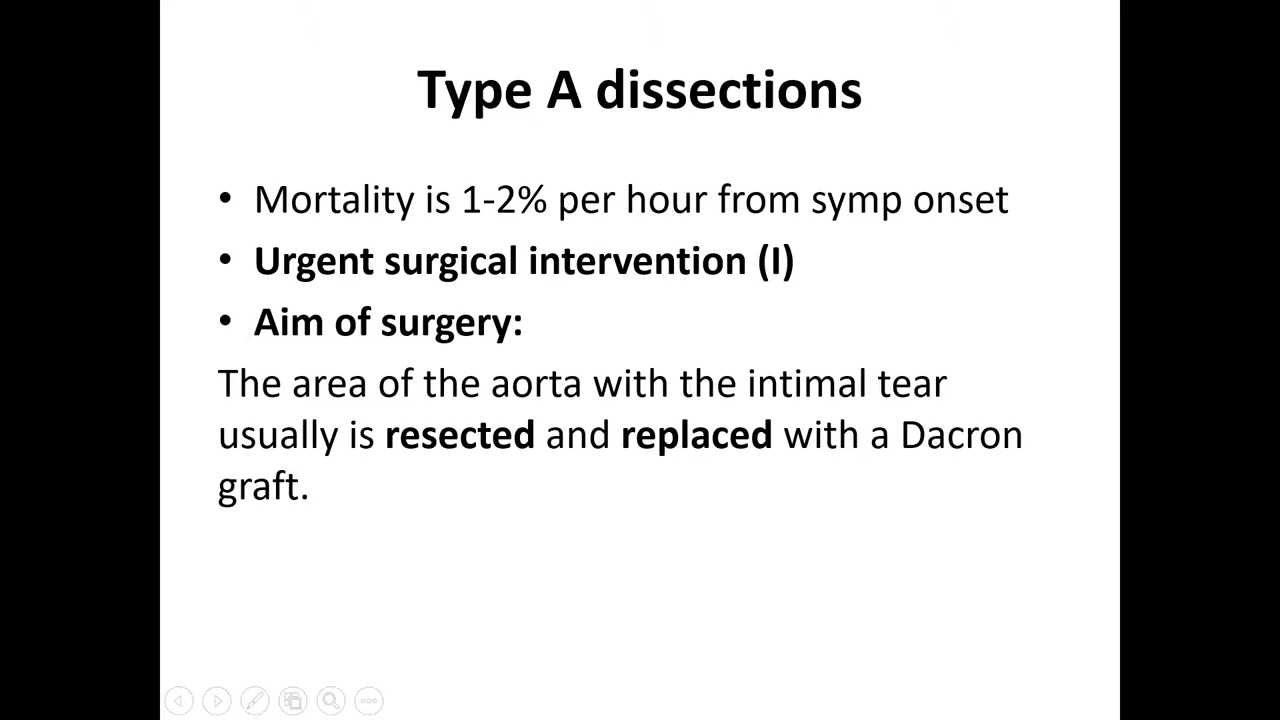 Type A dissections
• Mortality is 1-2% per hour from symp onset
• Urgent surgical intervention (I)
• Aim of surgery:
The area of the aorta with the intimal tear
usually is resected and replaced with a Dacron
graft.